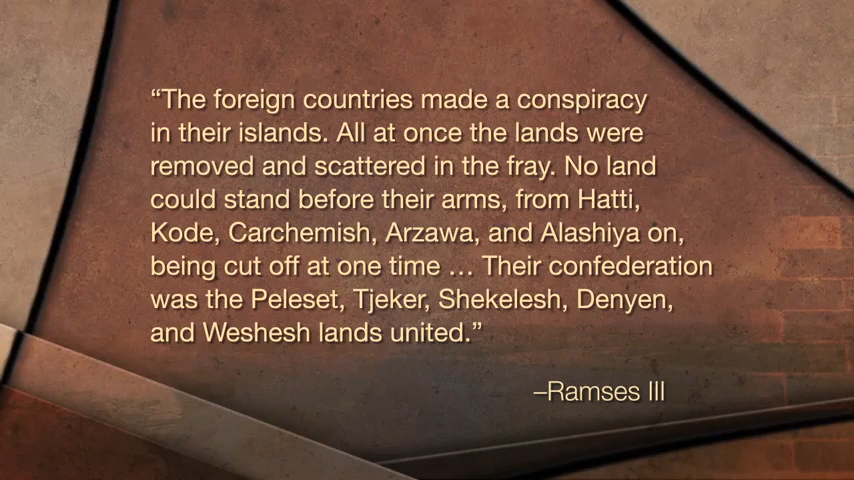 “The foreign countries made a conspiracy
in their islands. All at once the lands were
removed and scattered in the fray. No land
could stand before their arms, from Hatti,
Kode, Carchemish, Arzawa, and Alashiya on,
being cut off at one time … Their confederation
was the Peleset, Tjeker, Shekelesh, Denyen,
and Weshesh lands united.”
–Ramses III